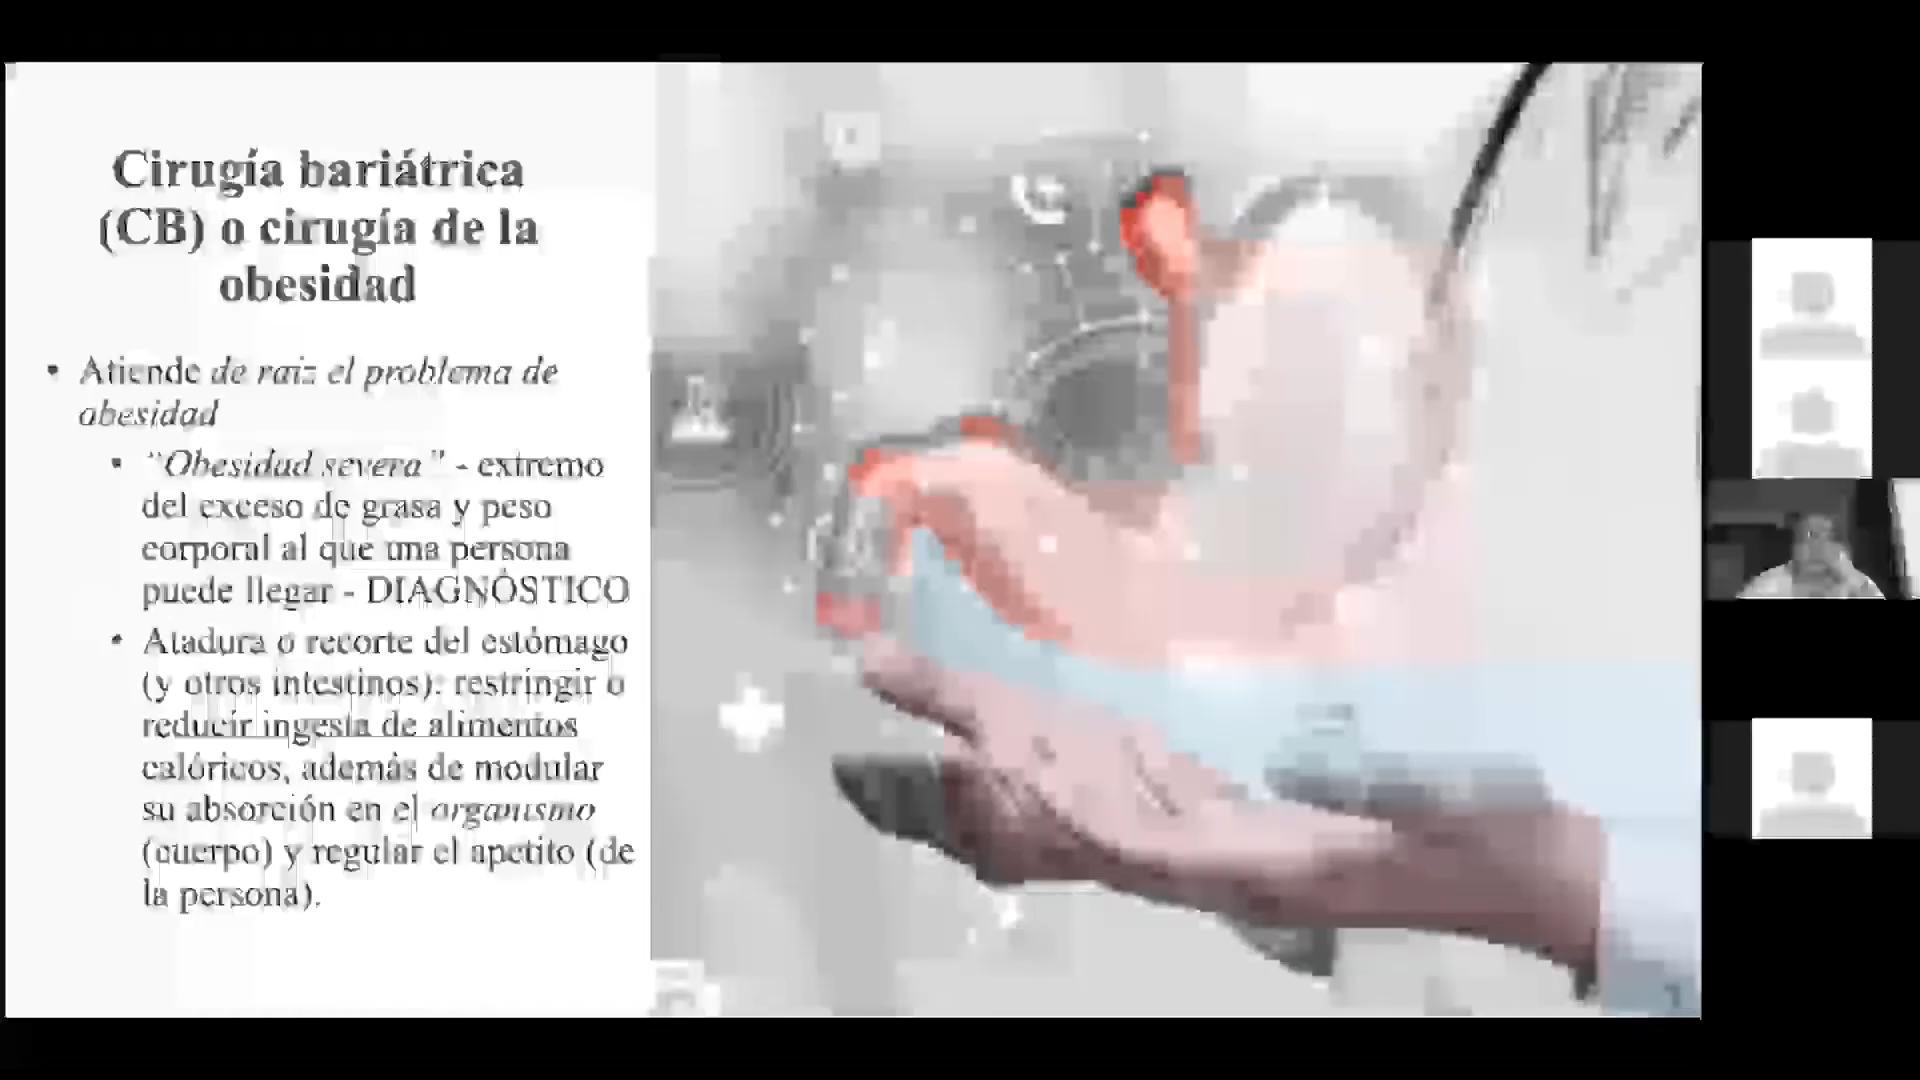 Cirugía bariátrica
(CB) o cirugía de la
obesidad
• Atiende de raíz el problema de
obesidad
• “Obesidad severa” - extremo
del exceso de grasa y peso
corporal al que una persona
puede llegar - DIAGNÓSTICO
• Atadura o recorte del estómago
(y otros intestinos): restringir o
reducir ingesta de alimentos
calóricos, además de modular
su absorción en el organismo
(cuerpo) y regular el apetito (de
la persona).